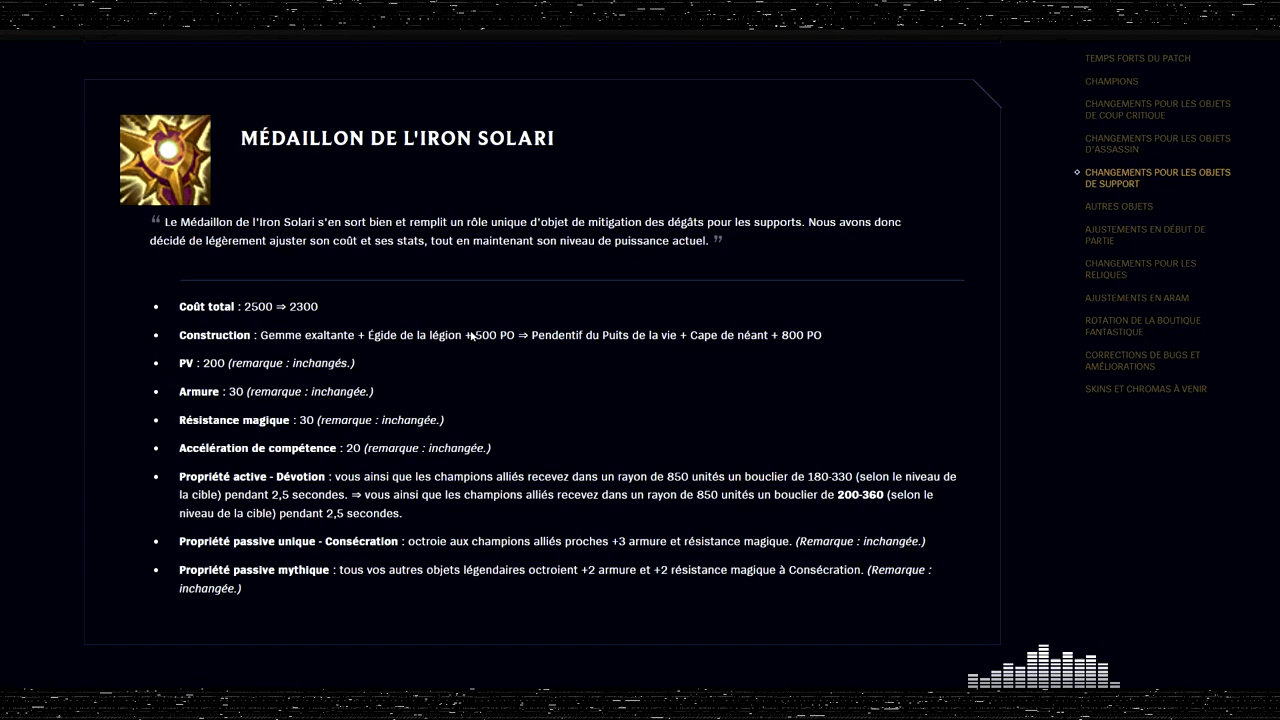 MÉDAILLON DE L'IRON SOLARI
“ Le Médaillon de l'Iron Solari s'en sort bien et remplit un rôle unique d'objet de mitigation des dégâts pour les supports. Nous avons donc
décidé de légèrement ajuster son coût et ses stats, tout en maintenant son niveau de puissance actuel. ”
• Coût total : 2500 ⇒ 2300
• Construction : Gemme exaltante + Égide de la légion + 500 PO ⇒ Pendentif du Puits de la vie + Cape de néant + 800 PO
• PV : 200 (remarque : inchangés.)
• Armure : 30 (remarque : inchangée.)
• Résistance magique : 30 (remarque : inchangée.)
• Accélération de compétence : 20 (remarque : inchangée.)
• Propriété active - Dévotion : vous ainsi que les champions alliés recevez dans un rayon de 850 unités un bouclier de 180-330 (selon le niveau de
la cible) pendant 2,5 secondes. ⇒ vous ainsi que les champions alliés recevez dans un rayon de 850 unités un bouclier de 200-360 (selon le
niveau de la cible) pendant 2,5 secondes.
• Propriété passive unique - Consécration : octroie aux champions alliés proches +3 armure et résistance magique. (Remarque : inchangée.)
• Propriété passive mythique : tous vos autres objets légendaires octroient +2 armure et +2 résistance magique à Consécration. (Remarque :
inchangée.)
TEMPS FORTS DU PATCH
CHAMPIONS
CHANGEMENTS POUR LES OBJETS
DE COUP CRITIQUE
CHANGEMENTS POUR LES OBJETS
D'ASSASSIN
CHANGEMENTS POUR LES OBJETS
DE SUPPORT
AUTRES OBJETS
AJUSTEMENTS EN DÉBUT DE
PARTIE
CHANGEMENTS POUR LES
RELIQUES
AJUSTEMENTS EN ARAM
ROTATION DE LA BOUTIQUE
FANTASTIQUE
CORRECTIONS DE BUGS ET
AMÉLIORATIONS
SKINS ET CHROMAS À VENIR